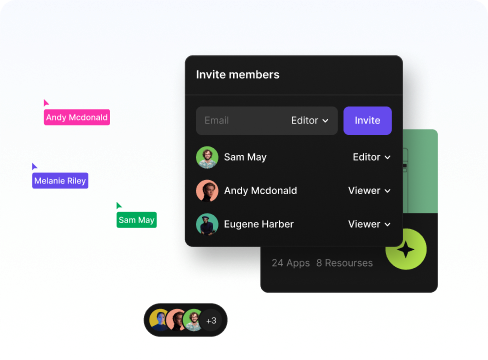 Invite members
Email Editor Invite
Andy Mcdonald
Sam May Editor
Melanie Riley
Andy Mcdonald Viewer
Sam May
Eugene Harber Viewer
24 Apps 8 Resourses
+3